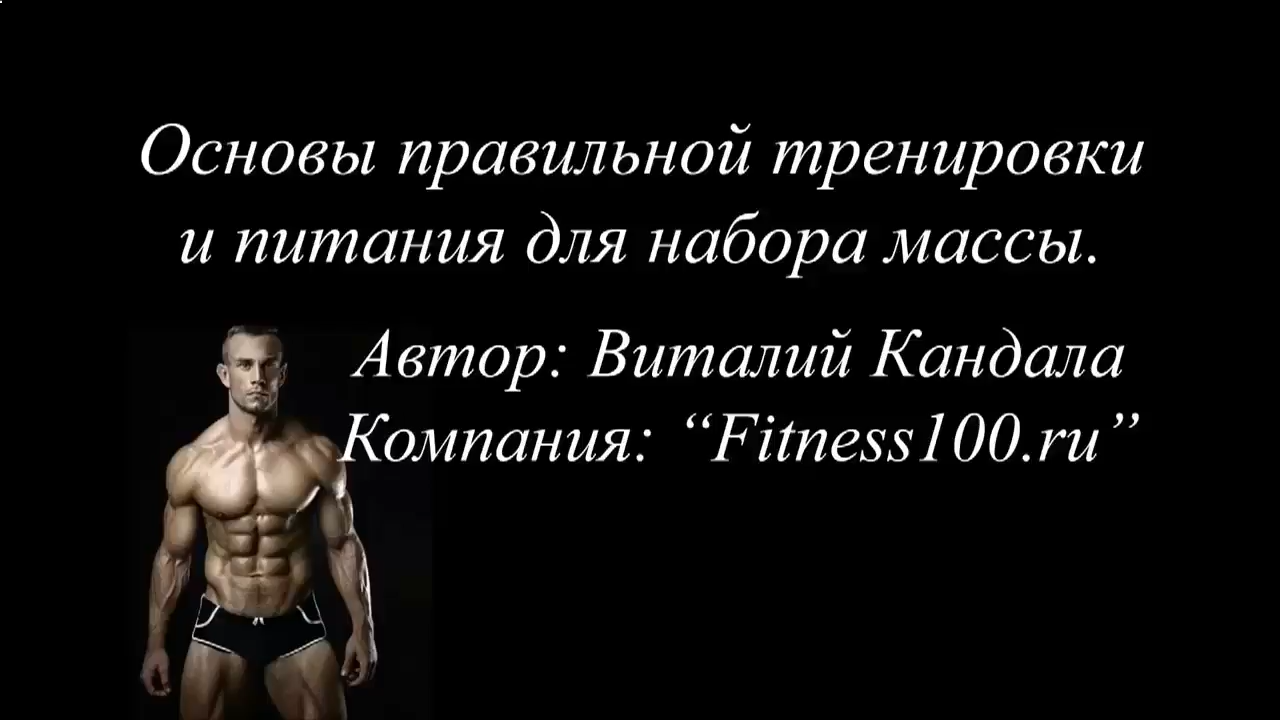 Основы правильной тренировки
и питания для набора массы.
Автор: Виталий Кандала
Компания: “Fitness100.ru”